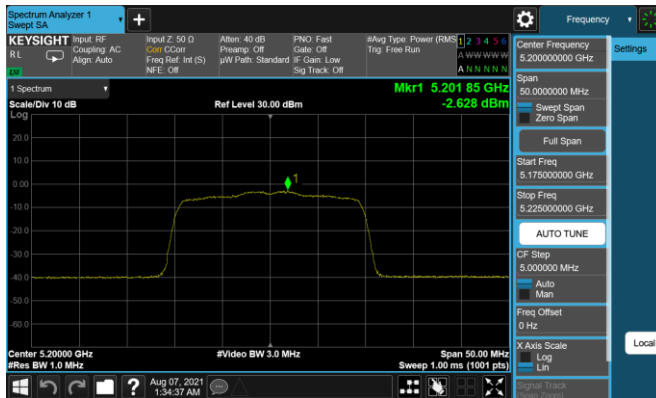 Spectrum Analyzer 1
Swept SA
Frequency
KEYSIGHT
RL
Input: RF
Coupling: AC
Align: Auto
Input Z: 50 Ω
Corr CCorr
Freq Ref: Int (S)
NFE: Off
Atten: 40 dB
Preamp: Off
µW Path: Standard
PNO: Fast
Gate: Off
IF Gain: Low
Sig Track: Off
#Avg Type: Power (RMS
Trig: Free Run
1 2 3 4 5 6
A W W W W W
A N N N N N
1 Spectrum
Scale/Div 10 dB
Log
Ref Level 30.00 dBm
Mkr1 5.201 85 GHz
-2.628 dBm
20.0
10.0
0.00
-10.0
-20.0
-30.0
-40.0
-50.0
-60.0
1
Center 5.20000 GHz
#Res BW 1.0 MHz
#Video BW 3.0 MHz
Span 50.00 MHz
Sweep 1.00 ms (1001 pts)
Aug 07, 2021
1:34:37 AM
Center Frequency
5.200000000 GHz
Span
50.0000000 MHz
Swept Span
Zero Span
Full Span
Start Freq
5.175000000 GHz
Stop Freq
5.225000000 GHz
AUTO TUNE
CF Step
5.000000 MHz
Auto
Man
Freq Offset
0 Hz
X Axis Scale
Log
Lin
Signal Track
(Span Zoom)
Settings
Local